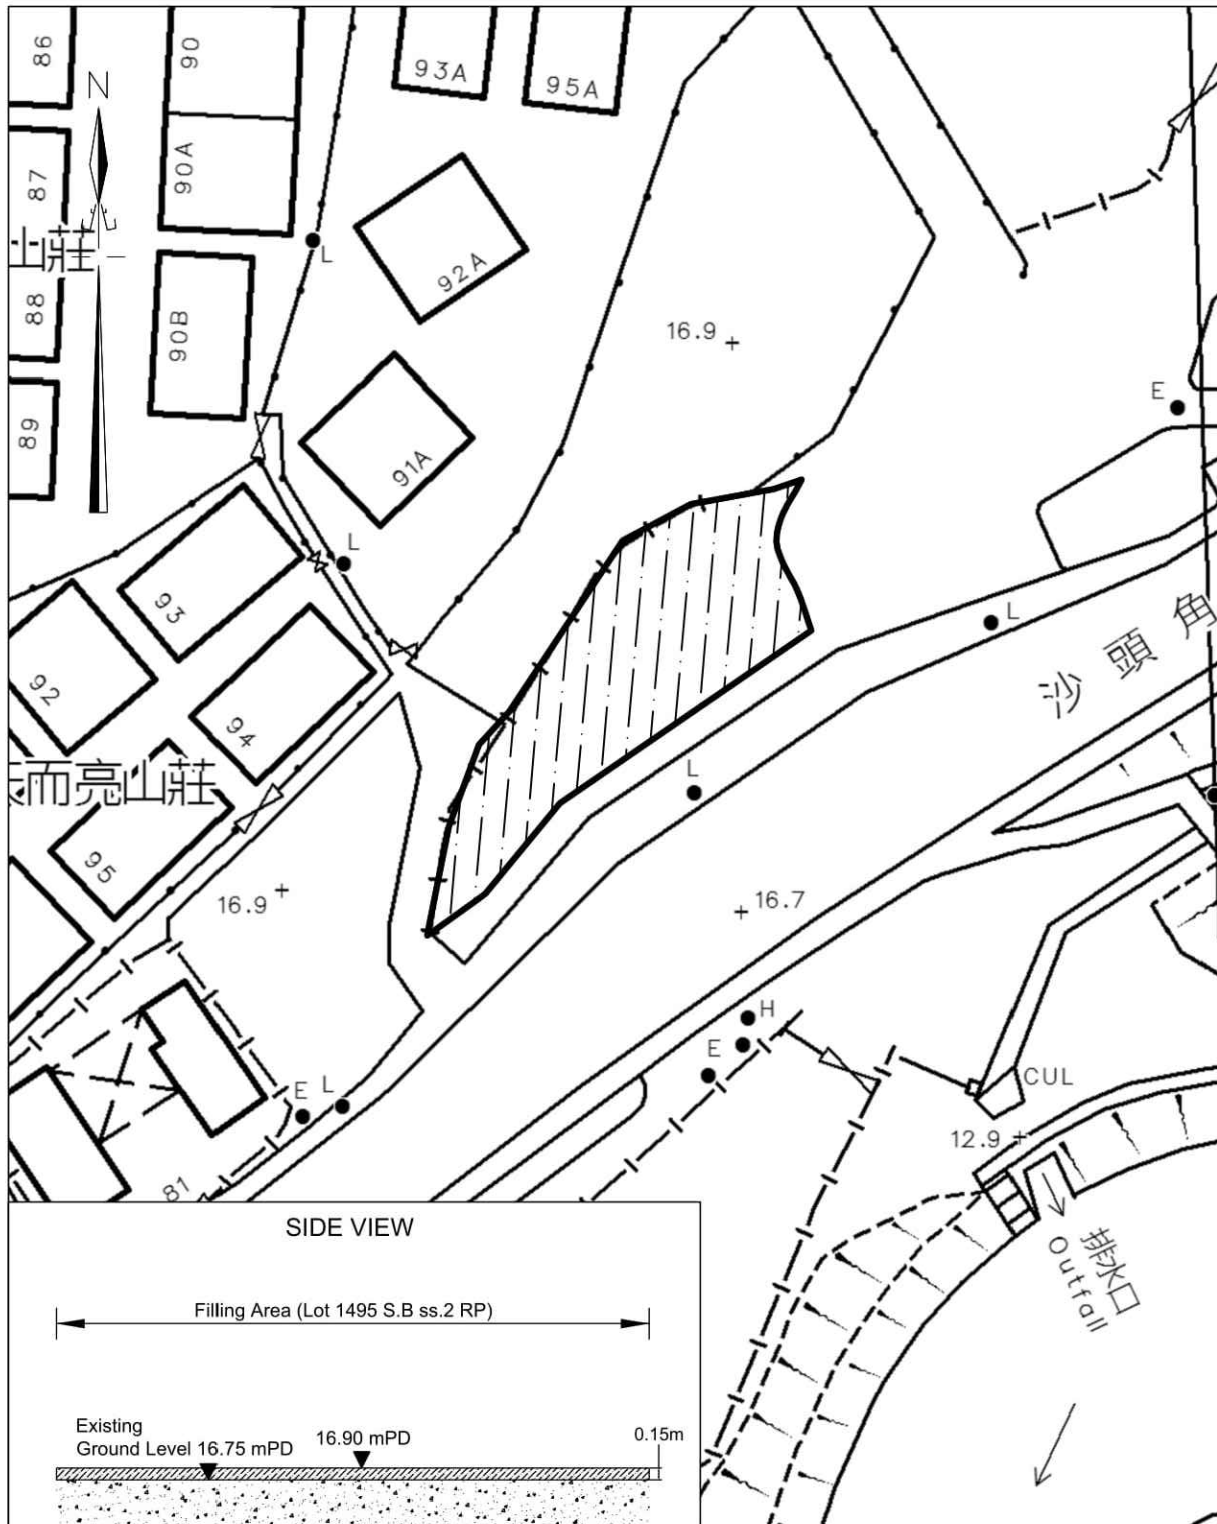 86
90
93A
95A
N
87
90A
L
92A
山莊
88
90B
16.9
E
89
91A
L
93
L
沙頭角
92
94
L
而亮山莊
95
16.9
16.7
H
E
E
L
CUL
12.9
81
排水口
Outfall
SIDE VIEW
Filling Area (Lot 1495 S.B ss.2 RP)
Existing
Ground Level 16.75 mPD
16.90 mPD
0.15m